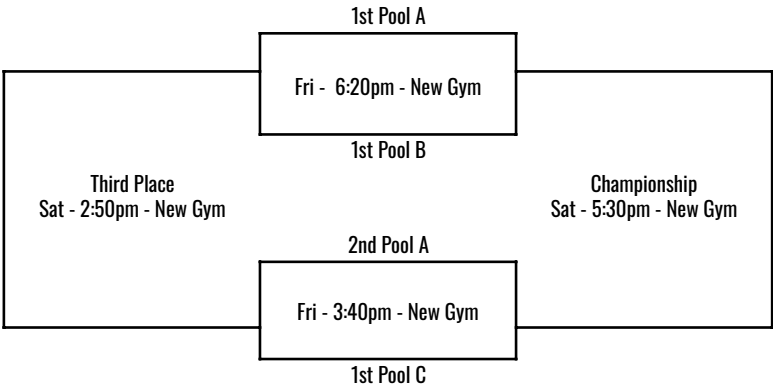 1st Pool A
Fri - 6:20pm - New Gym
1st Pool B
Third Place
Sat - 2:50pm - New Gym
Championship
Sat - 5:30pm - New Gym
2nd Pool A
Fri - 3:40pm - New Gym
1st Pool C